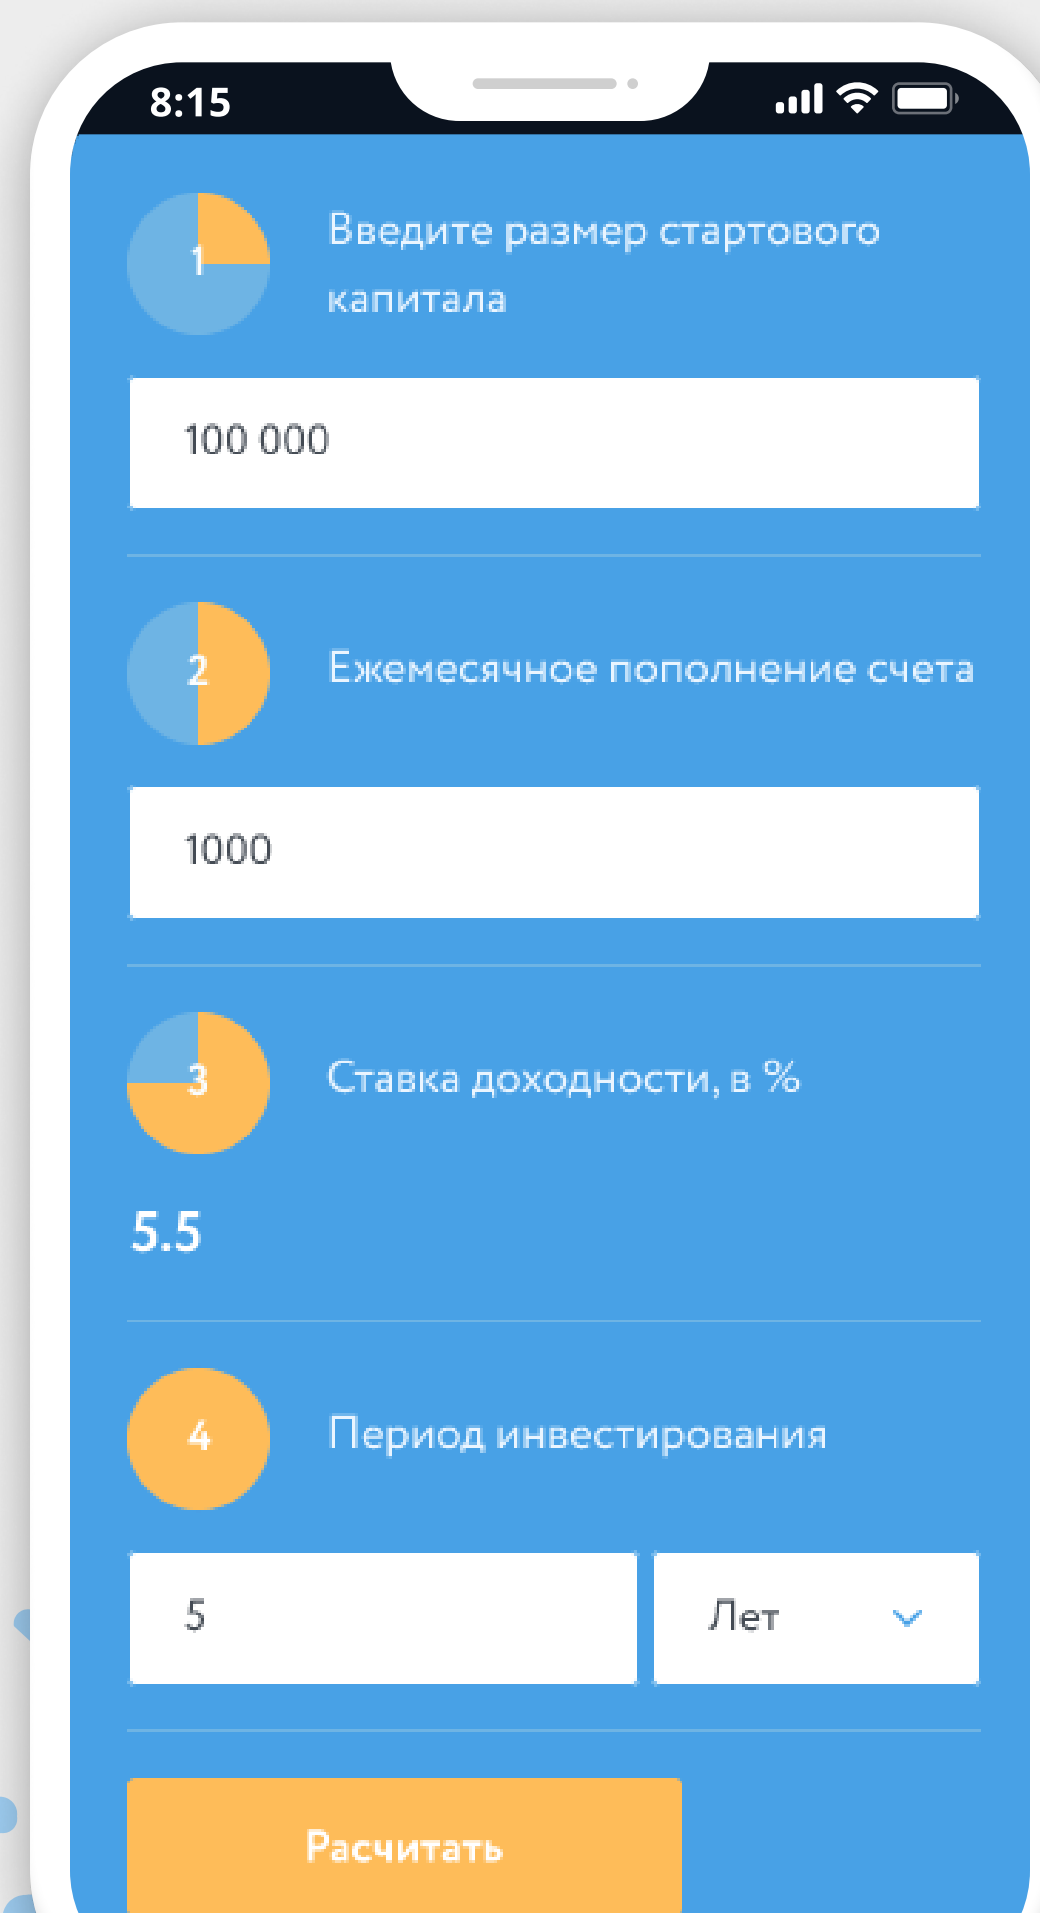 8:15
1
Введите размер стартового
капитала
100 000
2
Ежемесячное пополнение счета
1000
3
Ставка доходности, в %
5.5
4
Период инвестирования
5
Лет
Расчитать